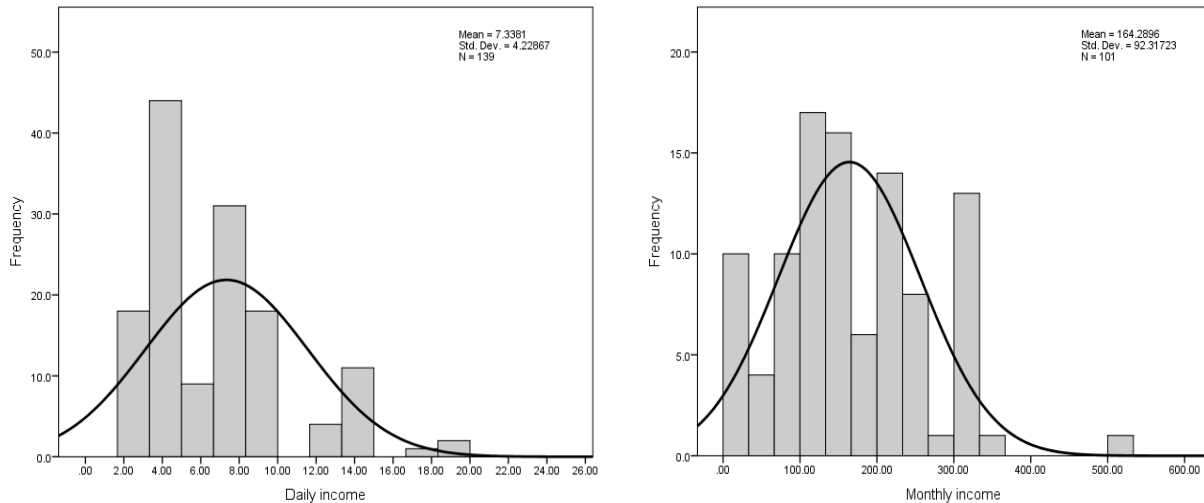 Mean = 7.3381
Std. Dev. = 4.22867
N = 139
50.0
40.0
30.0
20.0
10.0
0.0
Frequency
.00 2.00 4.00 6.00 8.00 10.00 12.00 14.00 16.00 18.00 20.00 22.00 24.00 26.00
Daily income
Mean = 164.2896
Std. Dev. = 92.31723
N = 101
20.0
15.0
10.0
5.0
0.0
Frequency
.00 100.00 200.00 300.00 400.00 500.00 600.00
Monthly income